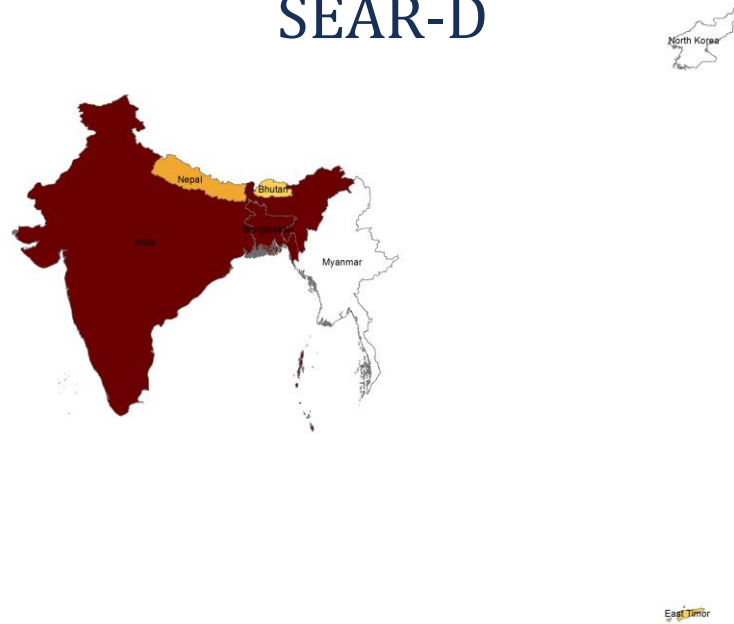 SEAR-D
North Korea
Nepal
Bhutan
Bangladesh
India
Myanmar
East Timor